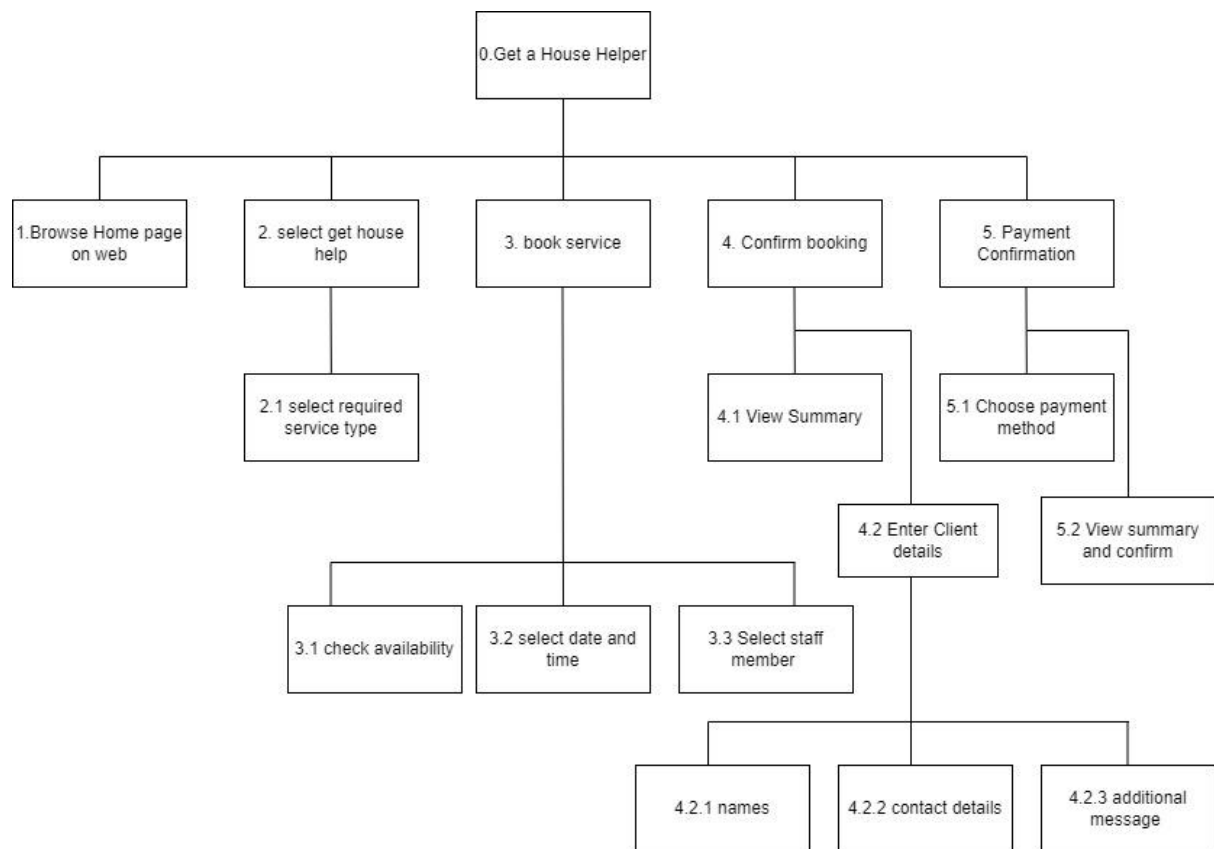 0.Get a House Helper
1.Browse Home page
on web
2. select get house
help
3. book service
4. Confirm booking
5. Payment
Confirmation
2.1 select required
service type
4.1 View Summary
5.1 Choose payment
method
4.2 Enter Client
details
5.2 View summary
and confirm
3.1 check availability
3.2 select date and
time
3.3 Select staff
member
4.2.1 names
4.2.2 contact details
4.2.3 additional
message